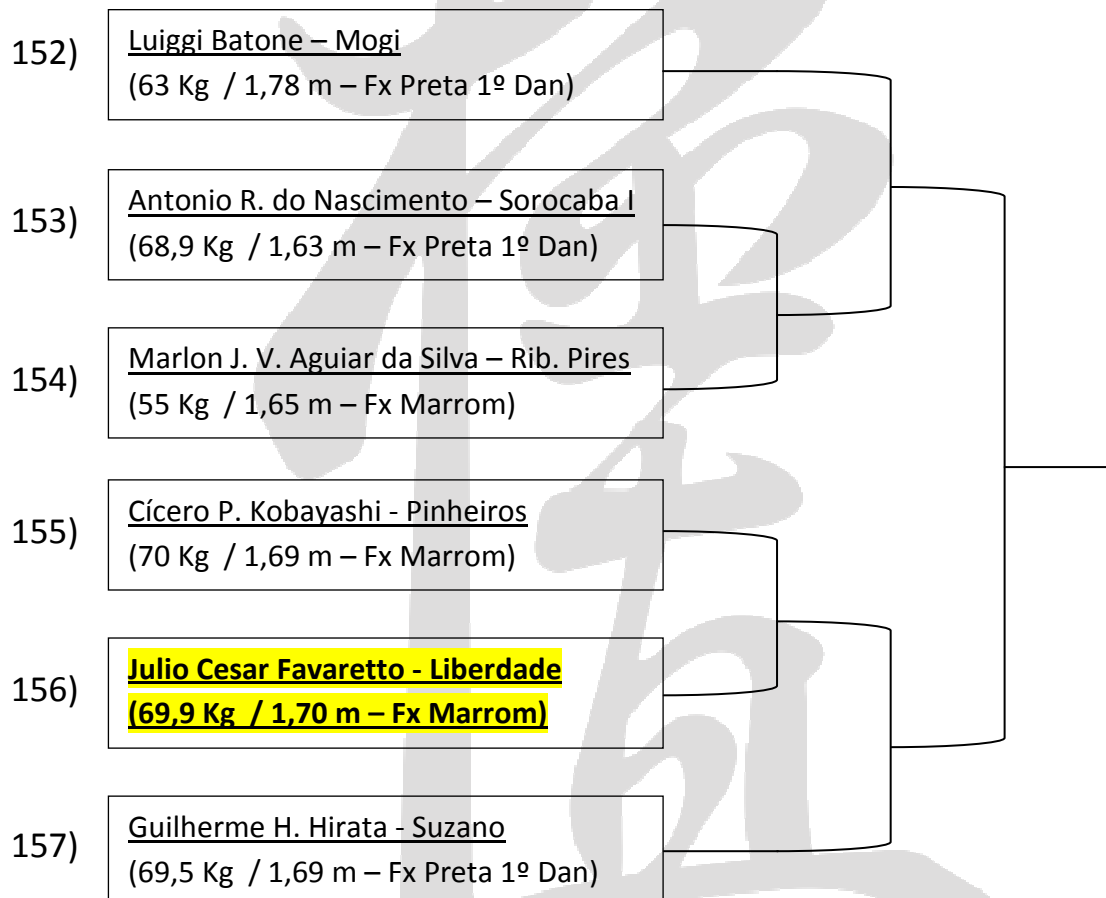 152)
Luiggi Batone – Mogi
(63 Kg / 1,78 m – Fx Preta 1º Dan)
153)
Antonio R. do Nascimento – Sorocaba I
(68,9 Kg / 1,63 m – Fx Preta 1º Dan)
154)
Marlon J. V. Aguiar da Silva – Rib. Pires
(55 Kg / 1,65 m – Fx Marrom)
155)
Cícero P. Kobayashi - Pinheiros
(70 Kg / 1,69 m – Fx Marrom)
156)
Julio Cesar Favaretto - Liberdade
(69,9 Kg / 1,70 m – Fx Marrom)
157)
Guilherme H. Hirata - Suzano
(69,5 Kg / 1,69 m – Fx Preta 1º Dan)